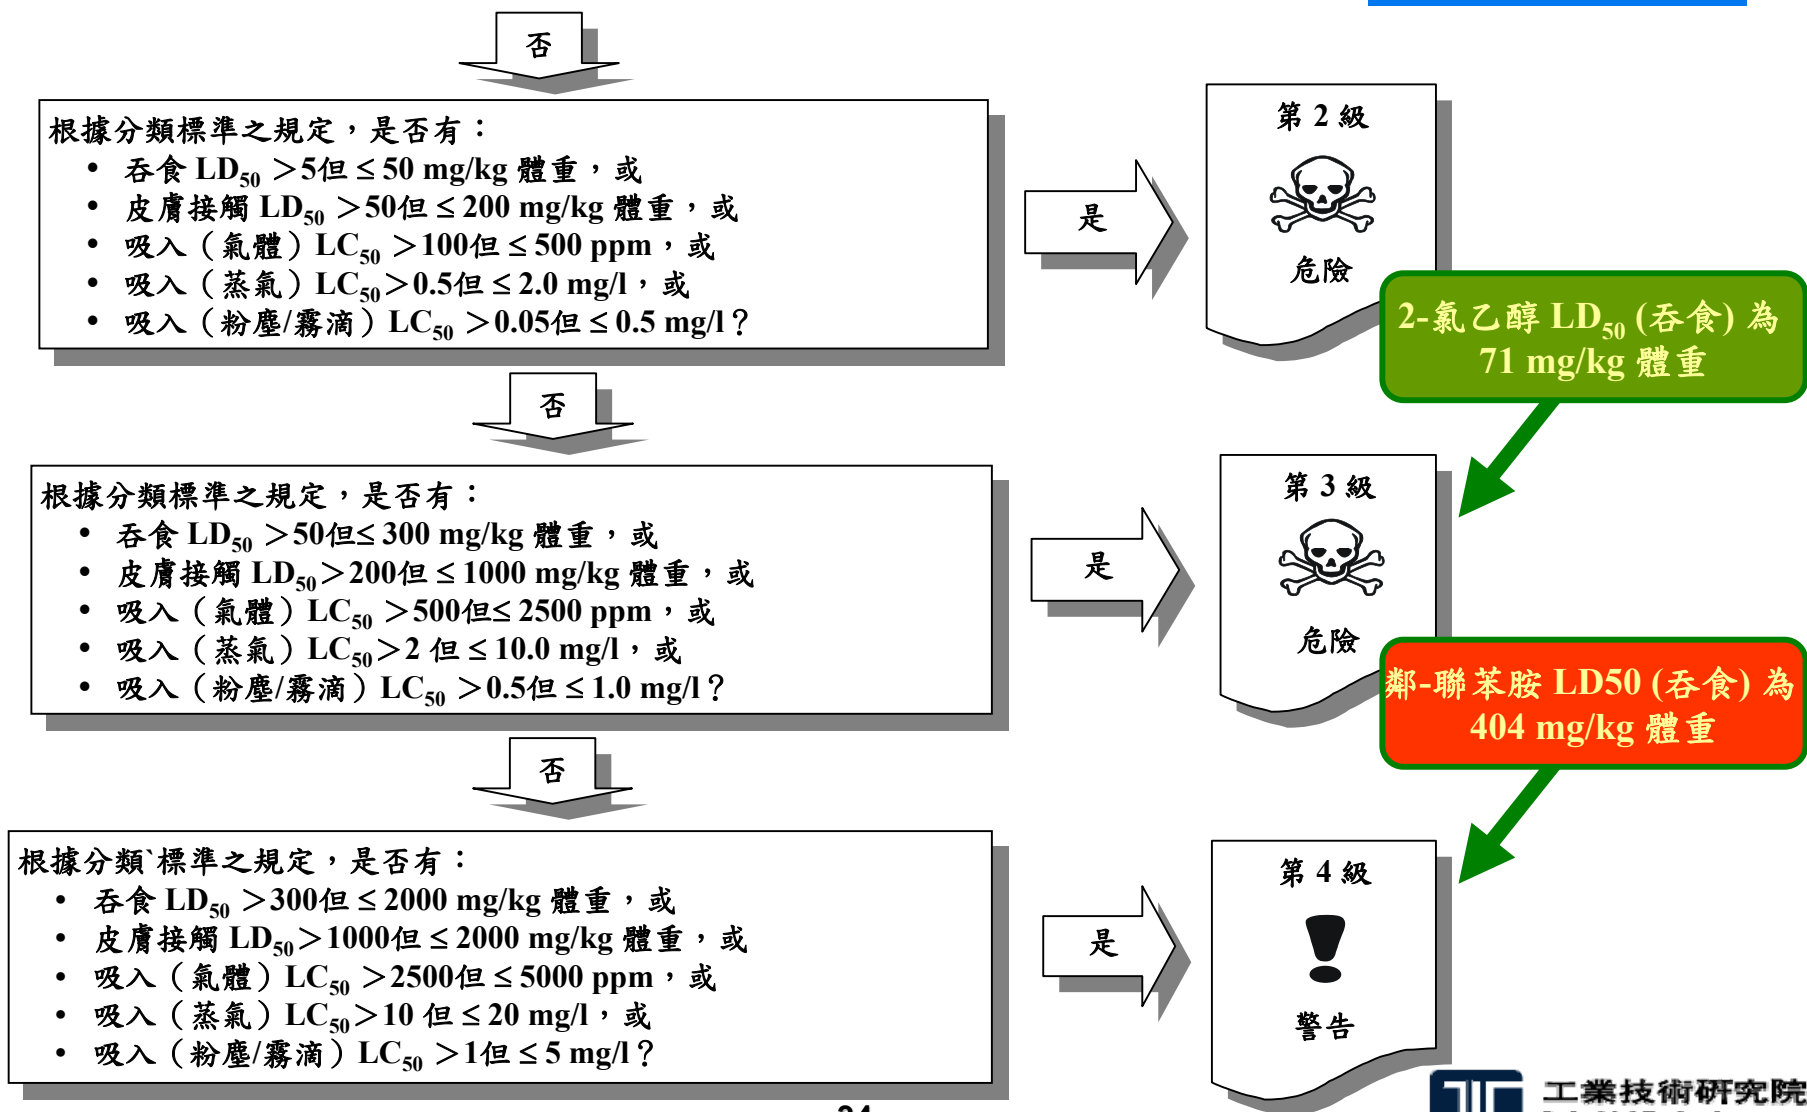 否
根據分類標準之規定，是否有：
• 吞食 LD50 ＞5但 ≤ 50 mg/kg 體重，或
• 皮膚接觸 LD50 ＞50但 ≤ 200 mg/kg 體重，或
• 吸入（氣體）LC50 ＞100但 ≤ 500 ppm，或
• 吸入（蒸氣）LC50＞0.5但 ≤ 2.0 mg/l，或
• 吸入（粉塵/霧滴）LC50 ＞0.05但 ≤ 0.5 mg/l？
是
第 2 級
危險
2-氯乙醇 LD50 (吞食) 為
71 mg/kg 體重
否
根據分類標準之規定，是否有：
• 吞食 LD50 ＞50但≤ 300 mg/kg 體重，或
• 皮膚接觸 LD50＞200但 ≤ 1000 mg/kg 體重，或
• 吸入（氣體）LC50 ＞500但≤ 2500 ppm，或
• 吸入（蒸氣）LC50＞2 但 ≤ 10.0 mg/l，或
• 吸入（粉塵/霧滴）LC50 ＞0.5但 ≤ 1.0 mg/l？
是
第 3 級
危險
鄰-聯苯胺 LD50 (吞食) 為
404 mg/kg 體重
否
根據分類`標準之規定，是否有：
• 吞食 LD50 ＞300但 ≤ 2000 mg/kg 體重，或
• 皮膚接觸 LD50＞1000但 ≤ 2000 mg/kg 體重，或
• 吸入（氣體）LC50 ＞2500但 ≤ 5000 ppm，或
• 吸入（蒸氣）LC50＞10 但 ≤ 20 mg/l，或
• 吸入（粉塵/霧滴）LC50 ＞1但 ≤ 5 mg/l？
是
第 4 級
警告
工業技術研究院